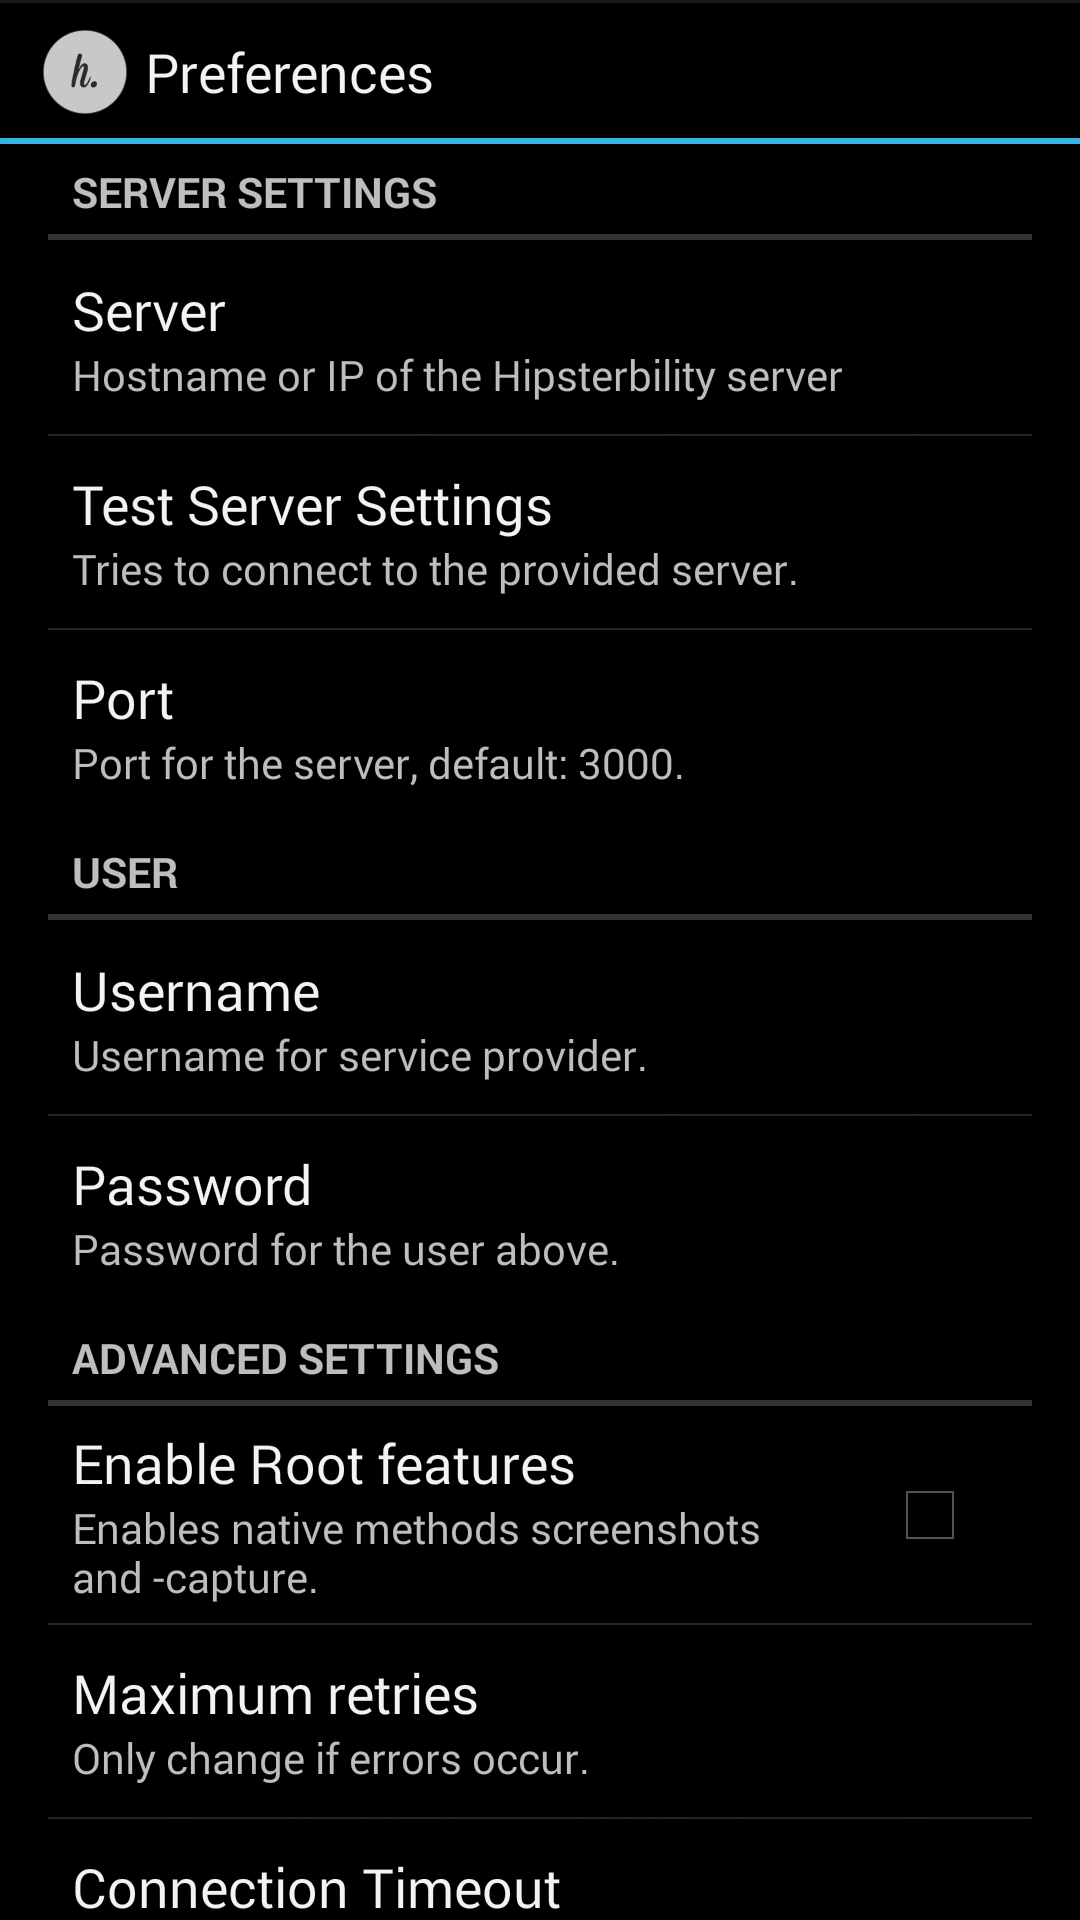 h.
Preferences
SERVER SETTINGS
Server
Hostname or IP of the Hipsterbility server
Test Server Settings
Tries to connect to the provided server.
Port
Port for the server, default: 3000.
USER
Username
Username for service provider.
Password
Password for the user above.
ADVANCED SETTINGS
Enable Root features
Enables native methods screenshots
and -capture.
Maximum retries
Only change if errors occur.
Connection Timeout